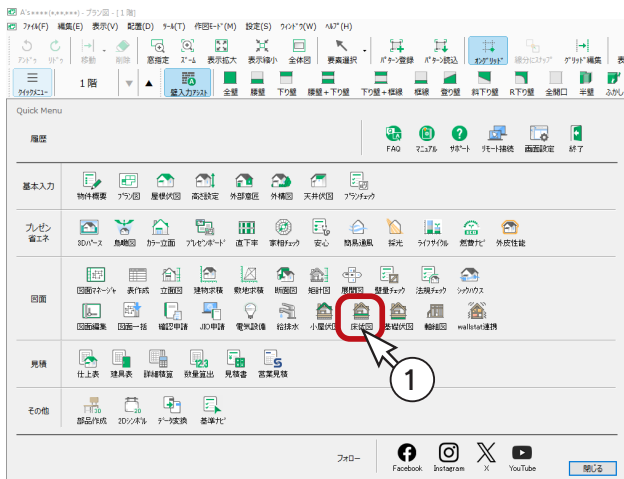 A's∗∗∗∗(∗,∗∗,∗∗∗) - プラン図 - [1 階]
ファイル(F) 編集(E) 表示(V) 配置(D) ツール(T) 作図モード(M) 設定(S) ウィンドウ(W) ヘルプ(H)
アンドゥ リドゥ 移動 削除 窓指定 ズーム 表示拡大 表示縮小 全体図 要素選択 パターン登録 パターン読込 オングリッド 線分にスナップ グリッド編集 表
クイックメニュー 1 階 壁入力アシスト 全壁 腰壁 下り壁 腰壁+下り壁 下り壁+框線 框線 登り壁 斜下り壁 R下り壁 全開口 半壁 ふかし
Quick Menu
履歴 FAQ マニュアル サポート リモート接続 画面設定 終了
基本入力 物件概要 プラン図 屋根伏図 高さ設定 外部意匠 外構図 天井伏図 プランチェック
プレゼン
省エネ 3Dパース 鳥瞰図 カラー立面 プレゼンボード 直下率 家相チェック 安心 簡易通風 採光 ライフサイクル 燃費ナビ 外皮性能
図面 図面マネージャ 表作成 立面図 建物求積 敷地求積 断面図 矩計図 展開図 壁量チェック 法規チェック シックハウス
図面編集 図面一括 確認申請 JIO申請 電気設備 給排水 小屋伏図 床伏図 基礎伏図 軸組図 wallstat連携
見積 仕上表 建具表 詳細積算 数量算出 見積書 営業見積
その他 部品作成 2Dシンボル データ変換 基準ナビ
1
フォロー Facebook Instagram X YouTube 閉じる